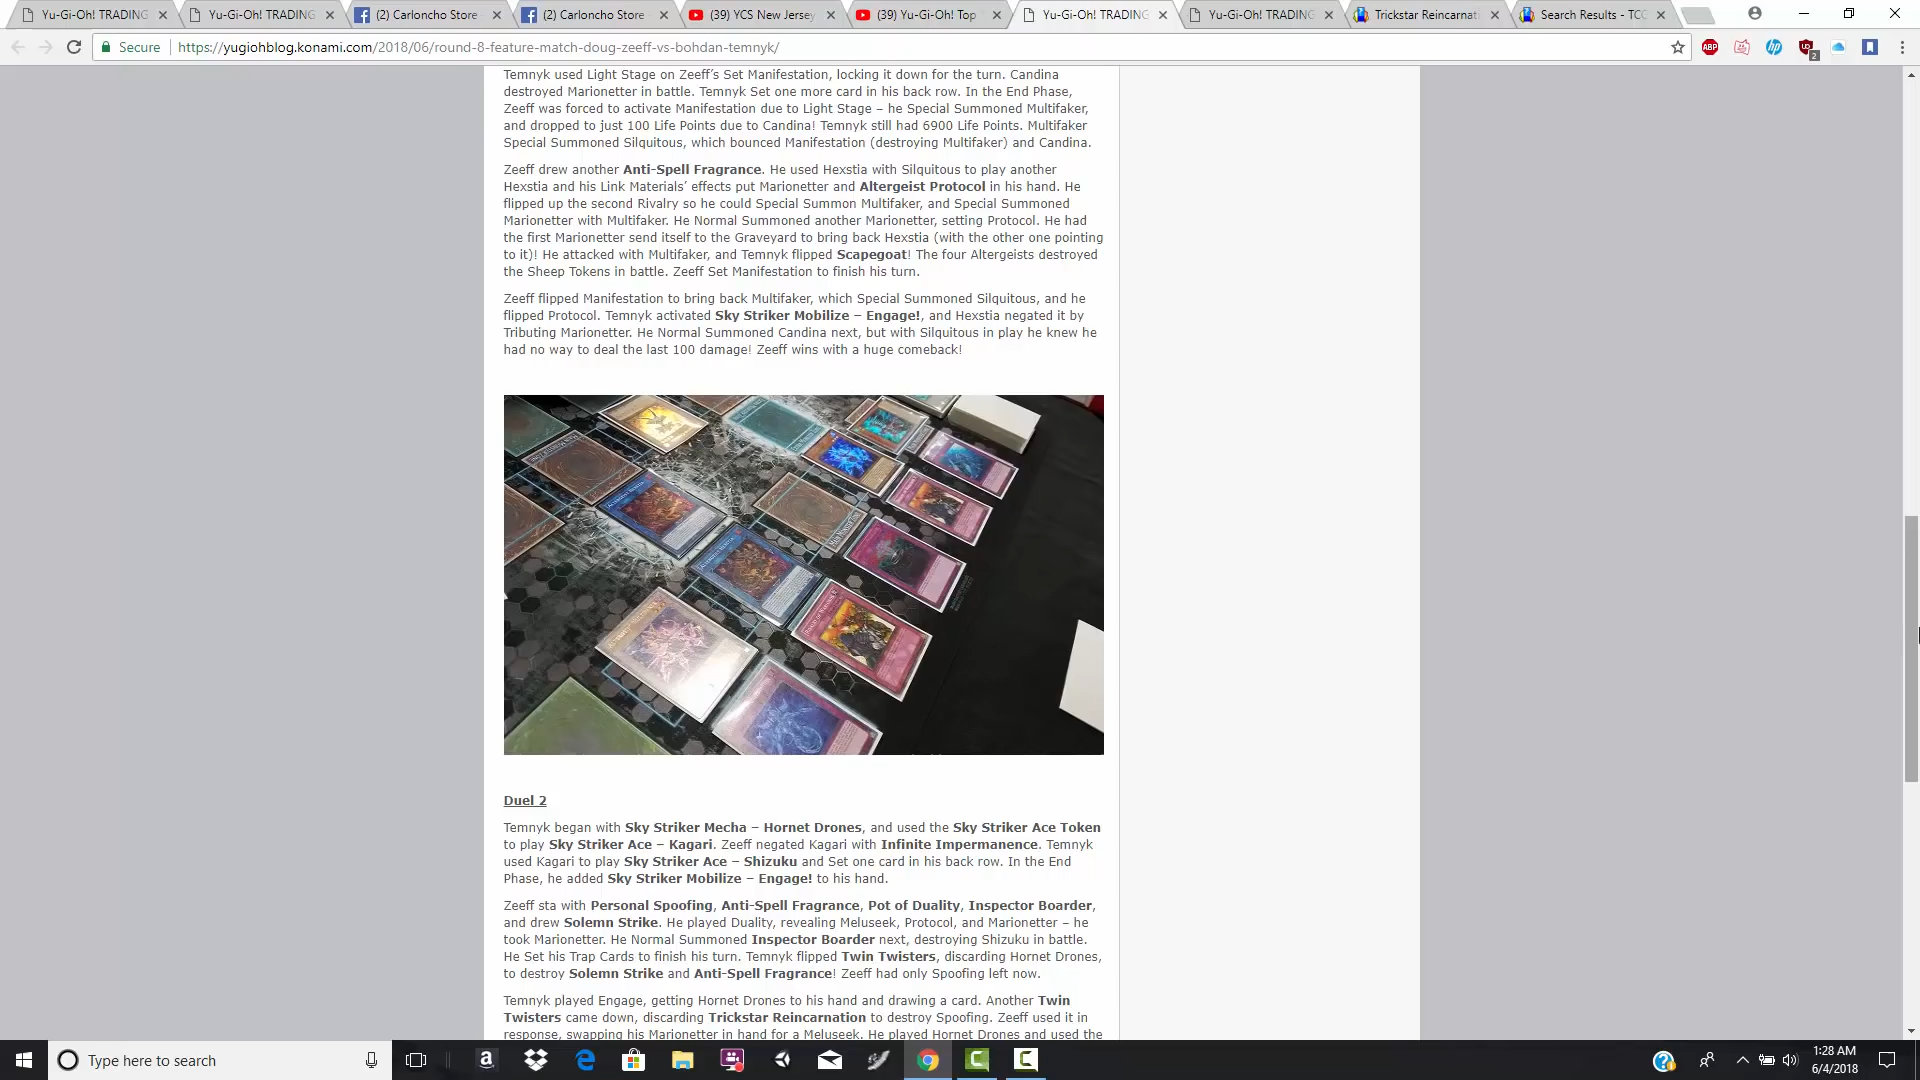 Yu-Gi-Oh! TRADING
Yu-Gi-Oh! TRADING
(2) Carloncho Store -
(2) Carloncho Store -
(39) YCS New Jersey
(39) Yu-Gi-Oh! Top
Yu-Gi-Oh! TRADING
Yu-Gi-Oh! TRADING
Trickstar Reincarnati
Search Results - TCG
Secure
https://yugiohblog.konami.com/2018/06/round-8-feature-match-doug-zeeff-vs-bohdan-temnyk/
ABP
hp
2
Temnyk used Light Stage on Zeeff's Set Manifestation, locking it down for the turn. Candina
destroyed Marionetter in battle. Temnyk Set one more card in his back row. In the End Phase,
Zeeff was forced to activate Manifestation due to Light Stage – he Special Summoned Multifaker,
and dropped to just 100 Life Points due to Candina! Temnyk still had 6900 Life Points. Multifaker
Special Summoned Silquitous, which bounced Manifestation (destroying Multifaker) and Candina.
Zeeff drew another Anti-Spell Fragrance. He used Hexstia with Silquitous to play another
Hexstia and his Link Materials' effects put Marionetter and Altergeist Protocol in his hand. He
flipped up the second Rivalry so he could Special Summon Multifaker, and Special Summoned
Marionetter with Multifaker. He Normal Summoned another Marionetter, setting Protocol. He had
the first Marionetter send itself to the Graveyard to bring back Hexstia (with the other one pointing
to it)! He attacked with Multifaker, and Temnyk flipped Scapegoat! The four Altergeists destroyed
the Sheep Tokens in battle. Zeeff Set Manifestation to finish his turn.
Zeeff flipped Manifestation to bring back Multifaker, which Special Summoned Silquitous, and he
flipped Protocol. Temnyk activated Sky Striker Mobilize – Engage!, and Hexstia negated it by
Tributing Marionetter. He Normal Summoned Candina next, but with Silquitous in play he knew he
had no way to deal the last 100 damage! Zeeff wins with a huge comeback!
Duel 2
Temnyk began with Sky Striker Mecha – Hornet Drones, and used the Sky Striker Ace Token
to play Sky Striker Ace – Kagari. Zeeff negated Kagari with Infinite Impermanence. Temnyk
used Kagari to play Sky Striker Ace – Shizuku and Set one card in his back row. In the End
Phase, he added Sky Striker Mobilize – Engage! to his hand.
Zeeff sta with Personal Spoofing, Anti-Spell Fragrance, Pot of Duality, Inspector Boarder,
and drew Solemn Strike. He played Duality, revealing Meluseek, Protocol, and Marionetter – he
took Marionetter. He Normal Summoned Inspector Boarder next, destroying Shizuku in battle.
He Set his Trap Cards to finish his turn. Temnyk flipped Twin Twisters, discarding Hornet Drones,
to destroy Solemn Strike and Anti-Spell Fragrance! Zeeff had only Spoofing left now.
Temnyk played Engage, getting Hornet Drones to his hand and drawing a card. Another Twin
Twisters came down, discarding Trickstar Reincarnation to destroy Spoofing. Zeeff used it in
response, swapping his Marionetter in hand for a Meluseek. He played Hornet Drones and used the
Type here to search
1:28 AM
6/4/2018